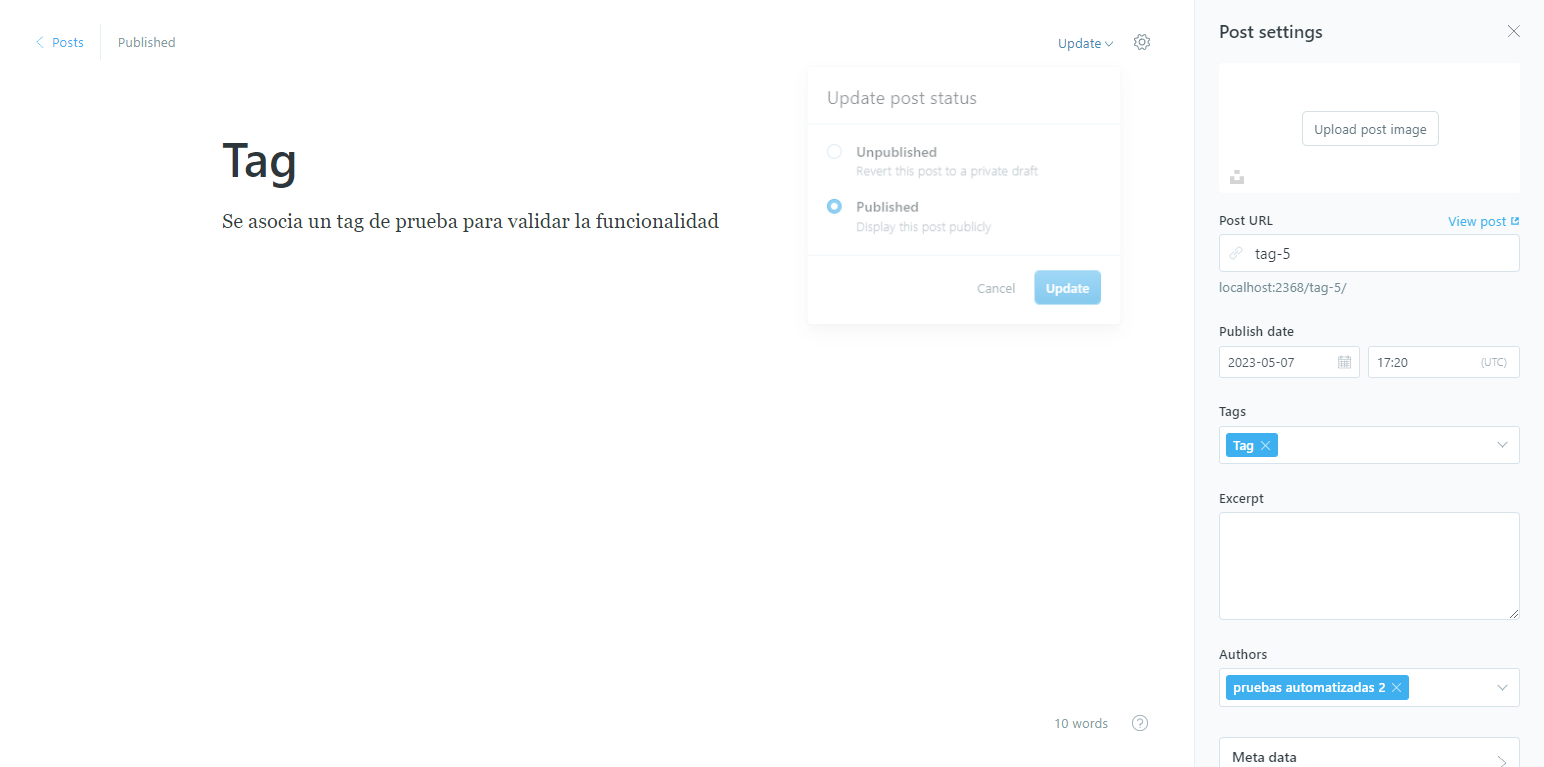 Posts
Published
Update
Update post status
Unpublished
Revert this post to a private draft
Published
Display this post publicly
Cancel
Update
Tag
Se asocia un tag de prueba para validar la funcionalidad
10 words
Post settings
Upload post image
Post URL
View post
tag-5
localhost:2368/tag-5/
Publish date
2023-05-07
17:20
(UTC)
Tags
Tag
Excerpt
Authors
pruebas automatizadas 2
Meta data